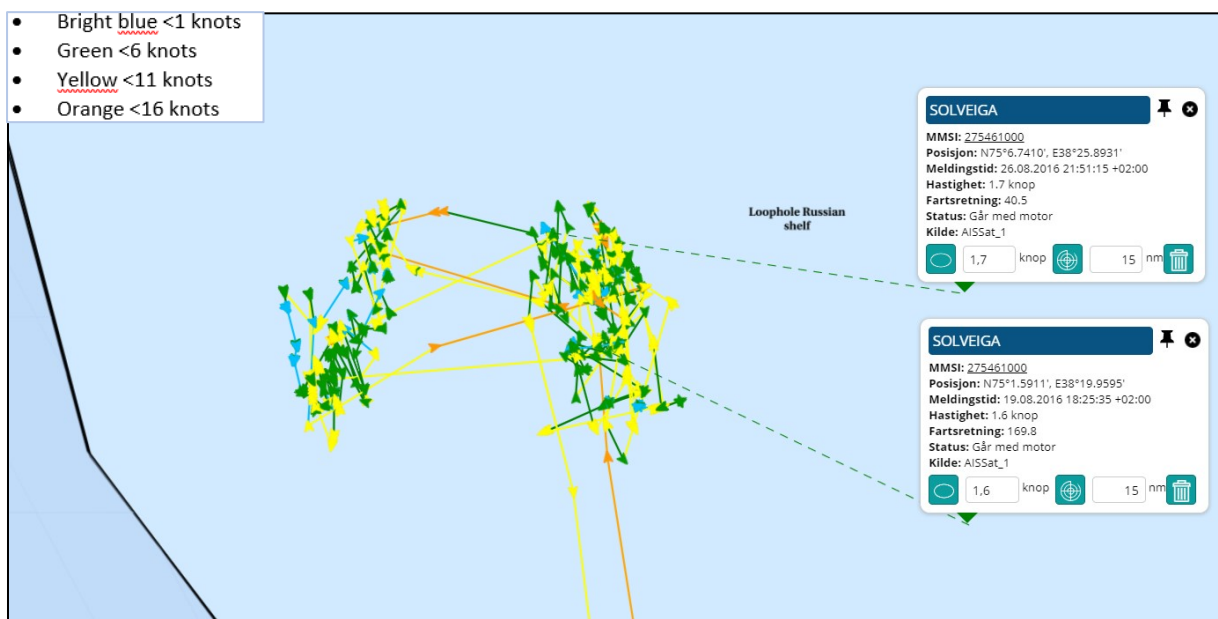 Bright blue <1 knots
Green <6 knots
Yellow <11 knots
Orange <16 knots
Loophole Russian
shelf
SOLVEIGA
MMSI: 275461000
Posisjon: N75°6.7410', E38°25.8931'
Meldingstid: 26.08.2016 21:51:15 +02:00
Hastighet: 1.7 knop
Fartsretning: 40.5
Status: Går med motor
Kilde: AISSat_1
1,7 knop 15 nm
SOLVEIGA
MMSI: 275461000
Posisjon: N75°1.5911', E38°19.9595'
Meldingstid: 19.08.2016 18:25:35 +02:00
Hastighet: 1.6 knop
Fartsretning: 169.8
Status: Går med motor
Kilde: AISSat_1
1,6 knop 15 nm